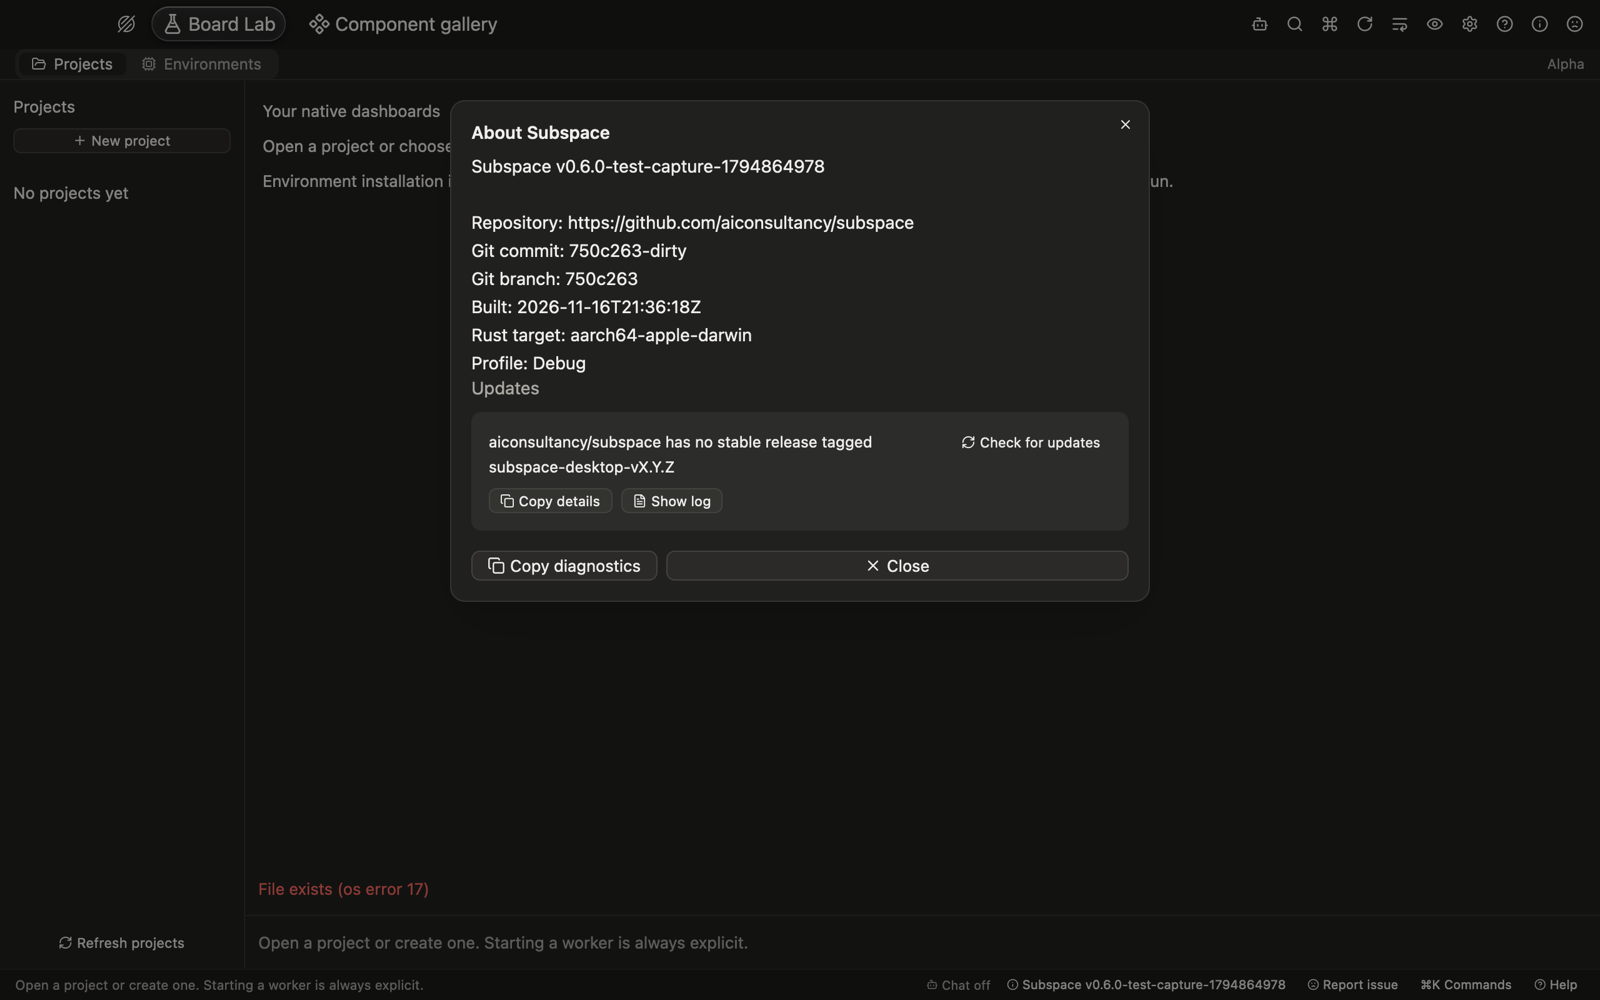 Board Lab
Component gallery
Projects
Environments
Alpha
Projects
+ New project
No projects yet
Your native dashboards
Open a project or choose
Environment installation i
un.
About Subspace
Subspace v0.6.0-test-capture-1794864978
Repository: https://github.com/aiconsultancy/subspace
Git commit: 750c263-dirty
Git branch: 750c263
Built: 2026-11-16T21:36:18Z
Rust target: aarch64-apple-darwin
Profile: Debug
Updates
aiconsultancy/subspace has no stable release tagged
subspace-desktop-vX.Y.Z
Check for updates
Copy details
Show log
Copy diagnostics
Close
File exists (os error 17)
Refresh projects
Open a project or create one. Starting a worker is always explicit.
Open a project or create one. Starting a worker is always explicit.
Chat off
Subspace v0.6.0-test-capture-1794864978
Report issue
⌘K Commands
Help